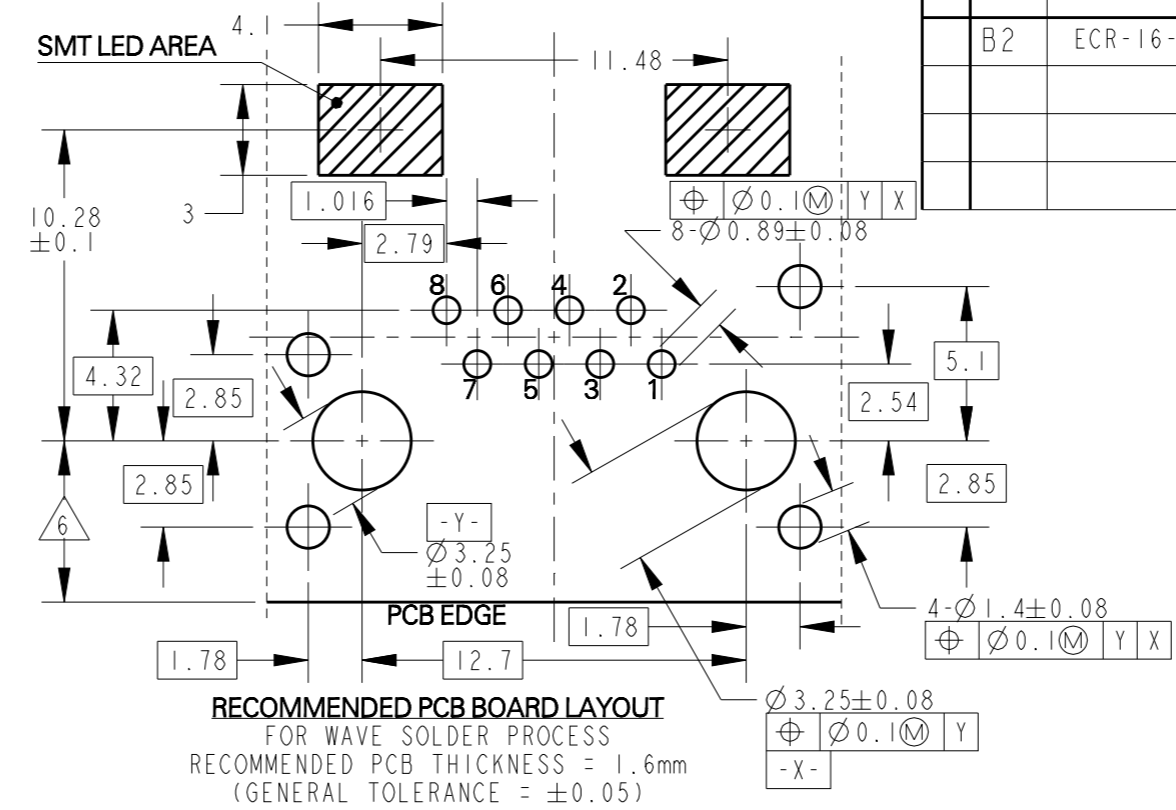 4.
SMT LED AREA
11.48
B2 ECR-16-
3
10.28
±0.1
1.016
2.79
⌖ Ø0.1Ⓜ Y X
8-Ø0.89±0.08
8 6 4 2
7 5 3 1
4.32
2.85
5.1
2.54
2.85
2.85
6
-Y-
Ø3.25
±0.08
PCB EDGE
1.78
12.7
1.78
4-Ø1.4±0.08
⌖ Ø0.1Ⓜ Y X
Ø3.25±0.08
⌖ Ø0.1Ⓜ Y
-X-
RECOMMENDED PCB BOARD LAYOUT
FOR WAVE SOLDER PROCESS
RECOMMENDED PCB THICKNESS = 1.6mm
(GENERAL TOLERANCE = ±0.05)